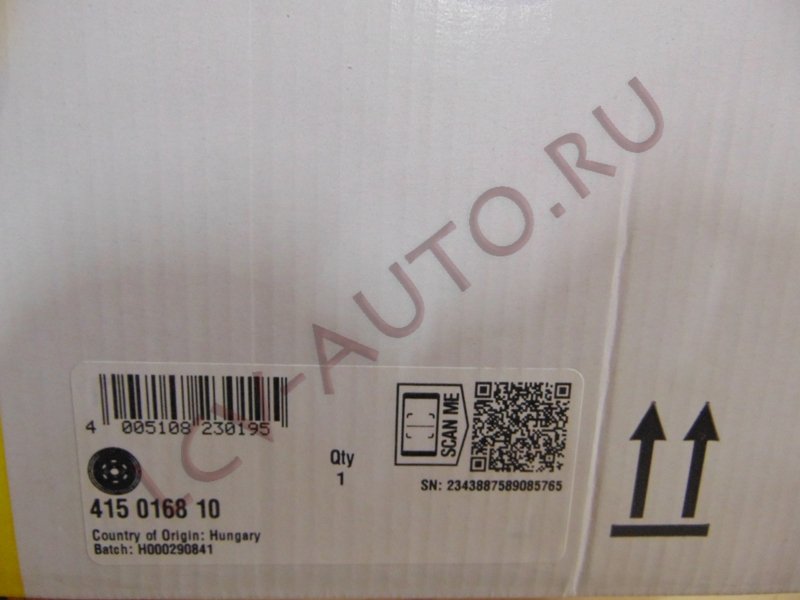 LCV-AUTO.RU
4 005108 230195
SCAN ME
Qty
1
SN: 2343887589085765
415 0168 10
Country of Origin: Hungary
Batch: H000290841